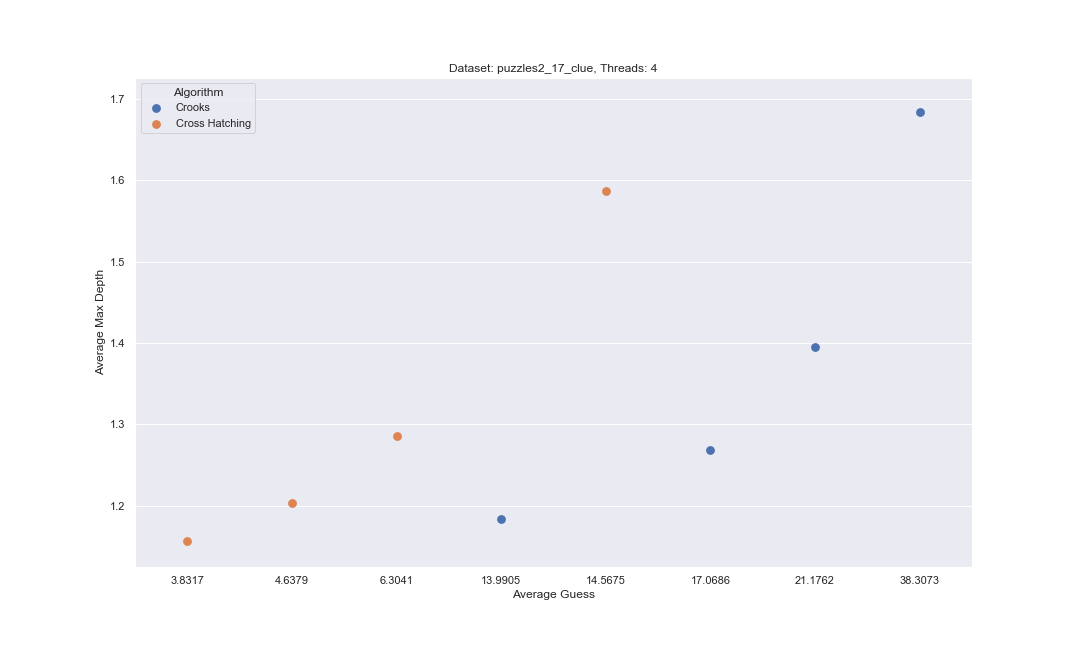 Dataset: puzzles2_17_clue, Threads: 4
Algorithm
Crooks
Cross Hatching
1.7
1.6
1.5
1.4
1.3
1.2
Average Max Depth
3.8317 4.6379 6.3041 13.9905 14.5675 17.0686 21.1762 38.3073
Average Guess